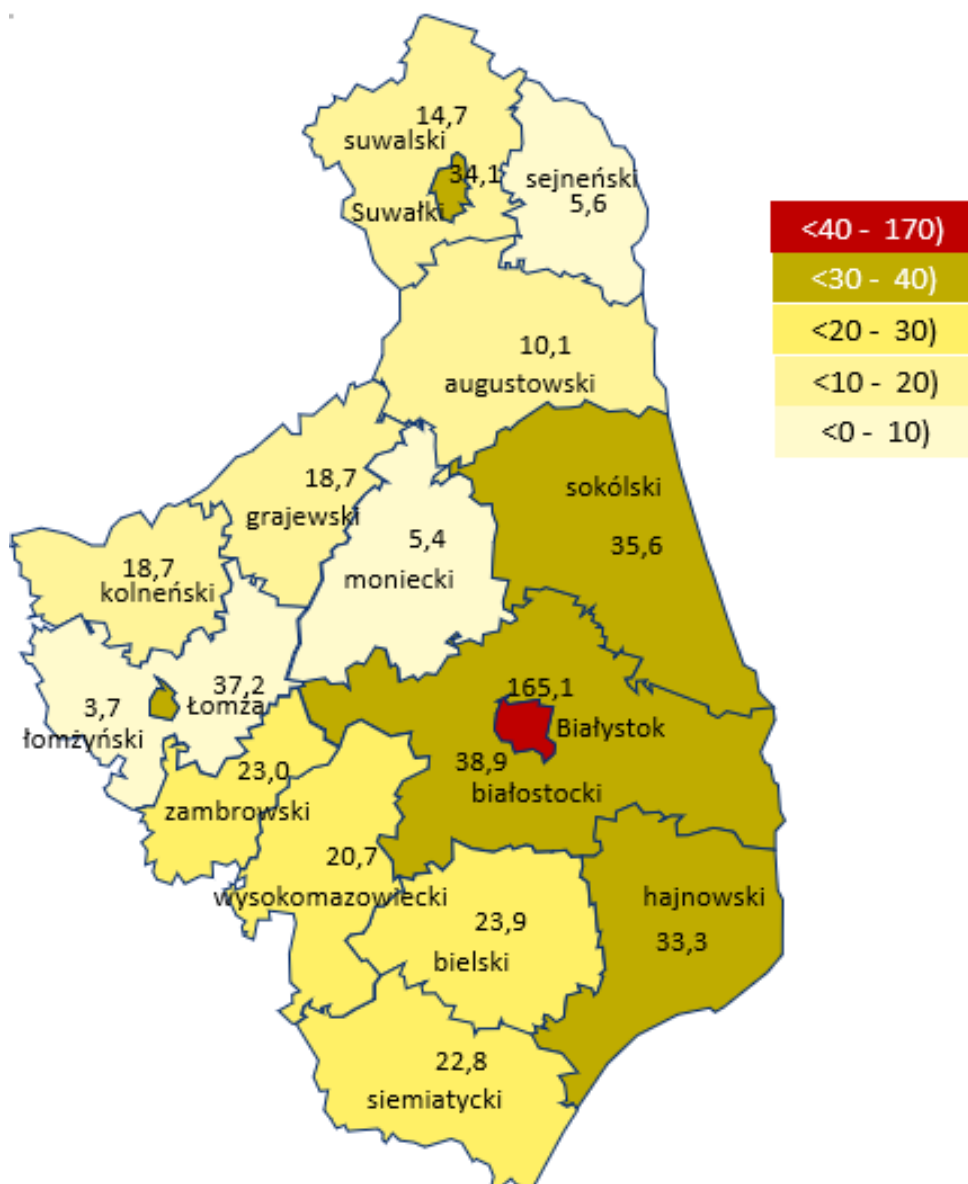 14,7
suwalski
34,1
Suwałki
sejneński
5,6
<40 - 170)
<30 - 40)
<20 - 30)
<10 - 20)
<0 - 10)
10,1
augustowski
18,7
grajewski
sokólski
35,6
5,4
moniecki
18,7
kolneński
37,2
Łomża
3,7
łomżyński
165,1
Białystok
38,9
białostocki
23,0
zambrowski
20,7
wysokomazowiecki
hajnowski
33,3
23,9
bielski
22,8
siemiatycki